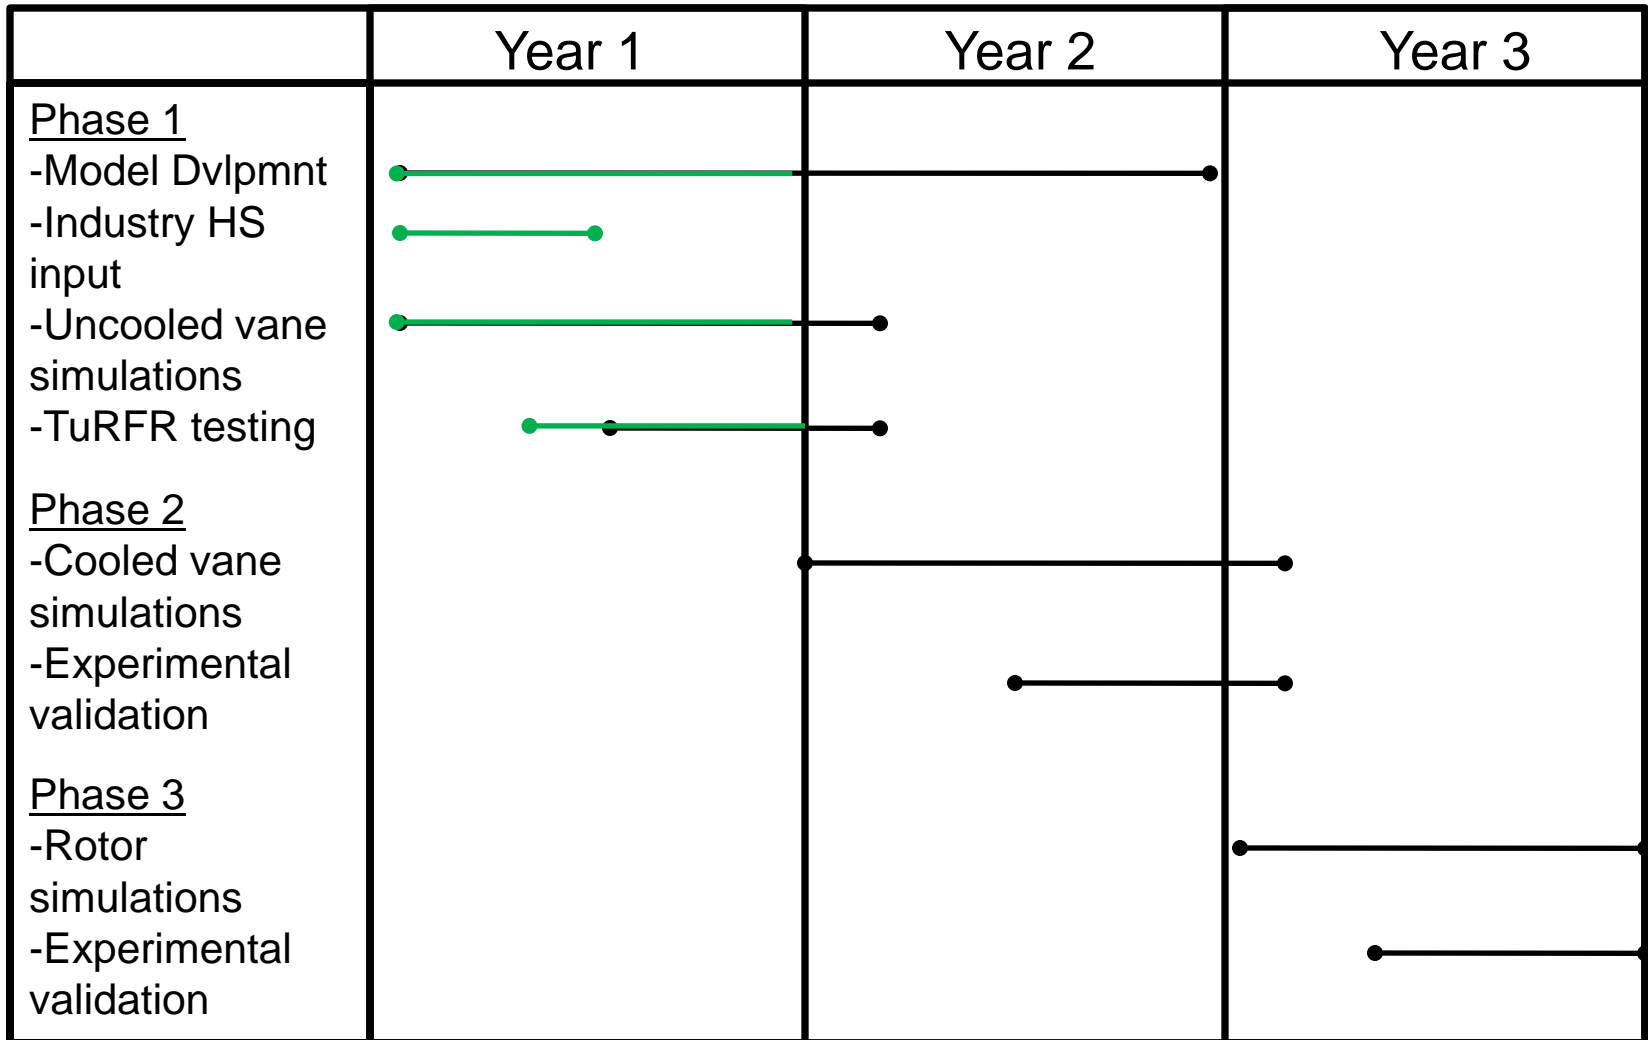 Year 1
Year 2
Year 3
Phase 1
-Model Dvlpmnt
-Industry HS
input
-Uncooled vane
simulations
-TuRFR testing
Phase 2
-Cooled vane
simulations
-Experimental
validation
Phase 3
-Rotor
simulations
-Experimental
validation